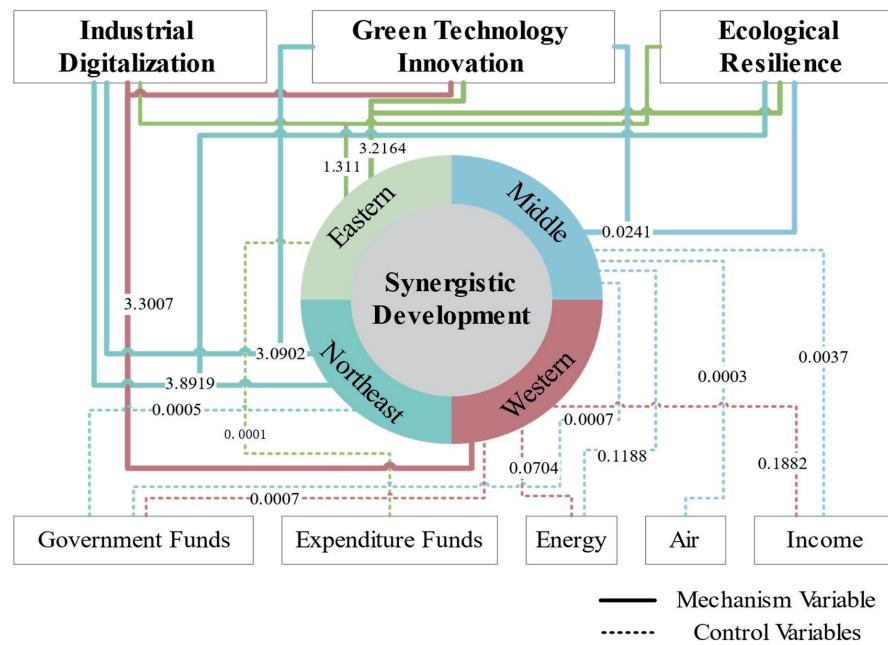 Industrial
Digitalization
Green Technology
Innovation
Ecological
Resilience
3.2164
1.311
Eastern
Middle
0.0241
Synergistic
Development
3.3007
3.0902
3.8919
Northeast
Western
0.0037
0.0003
0.0005
0.0007
0.0001
0.1188
0.0704
0.1882
0.0007
Government Funds
Expenditure Funds
Energy
Air
Income
Mechanism Variable
Control Variables